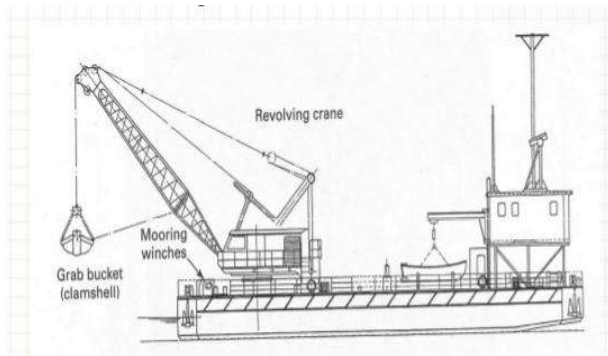 Revolving crane
Mooring
winches
Grab bucket
(clamshell)